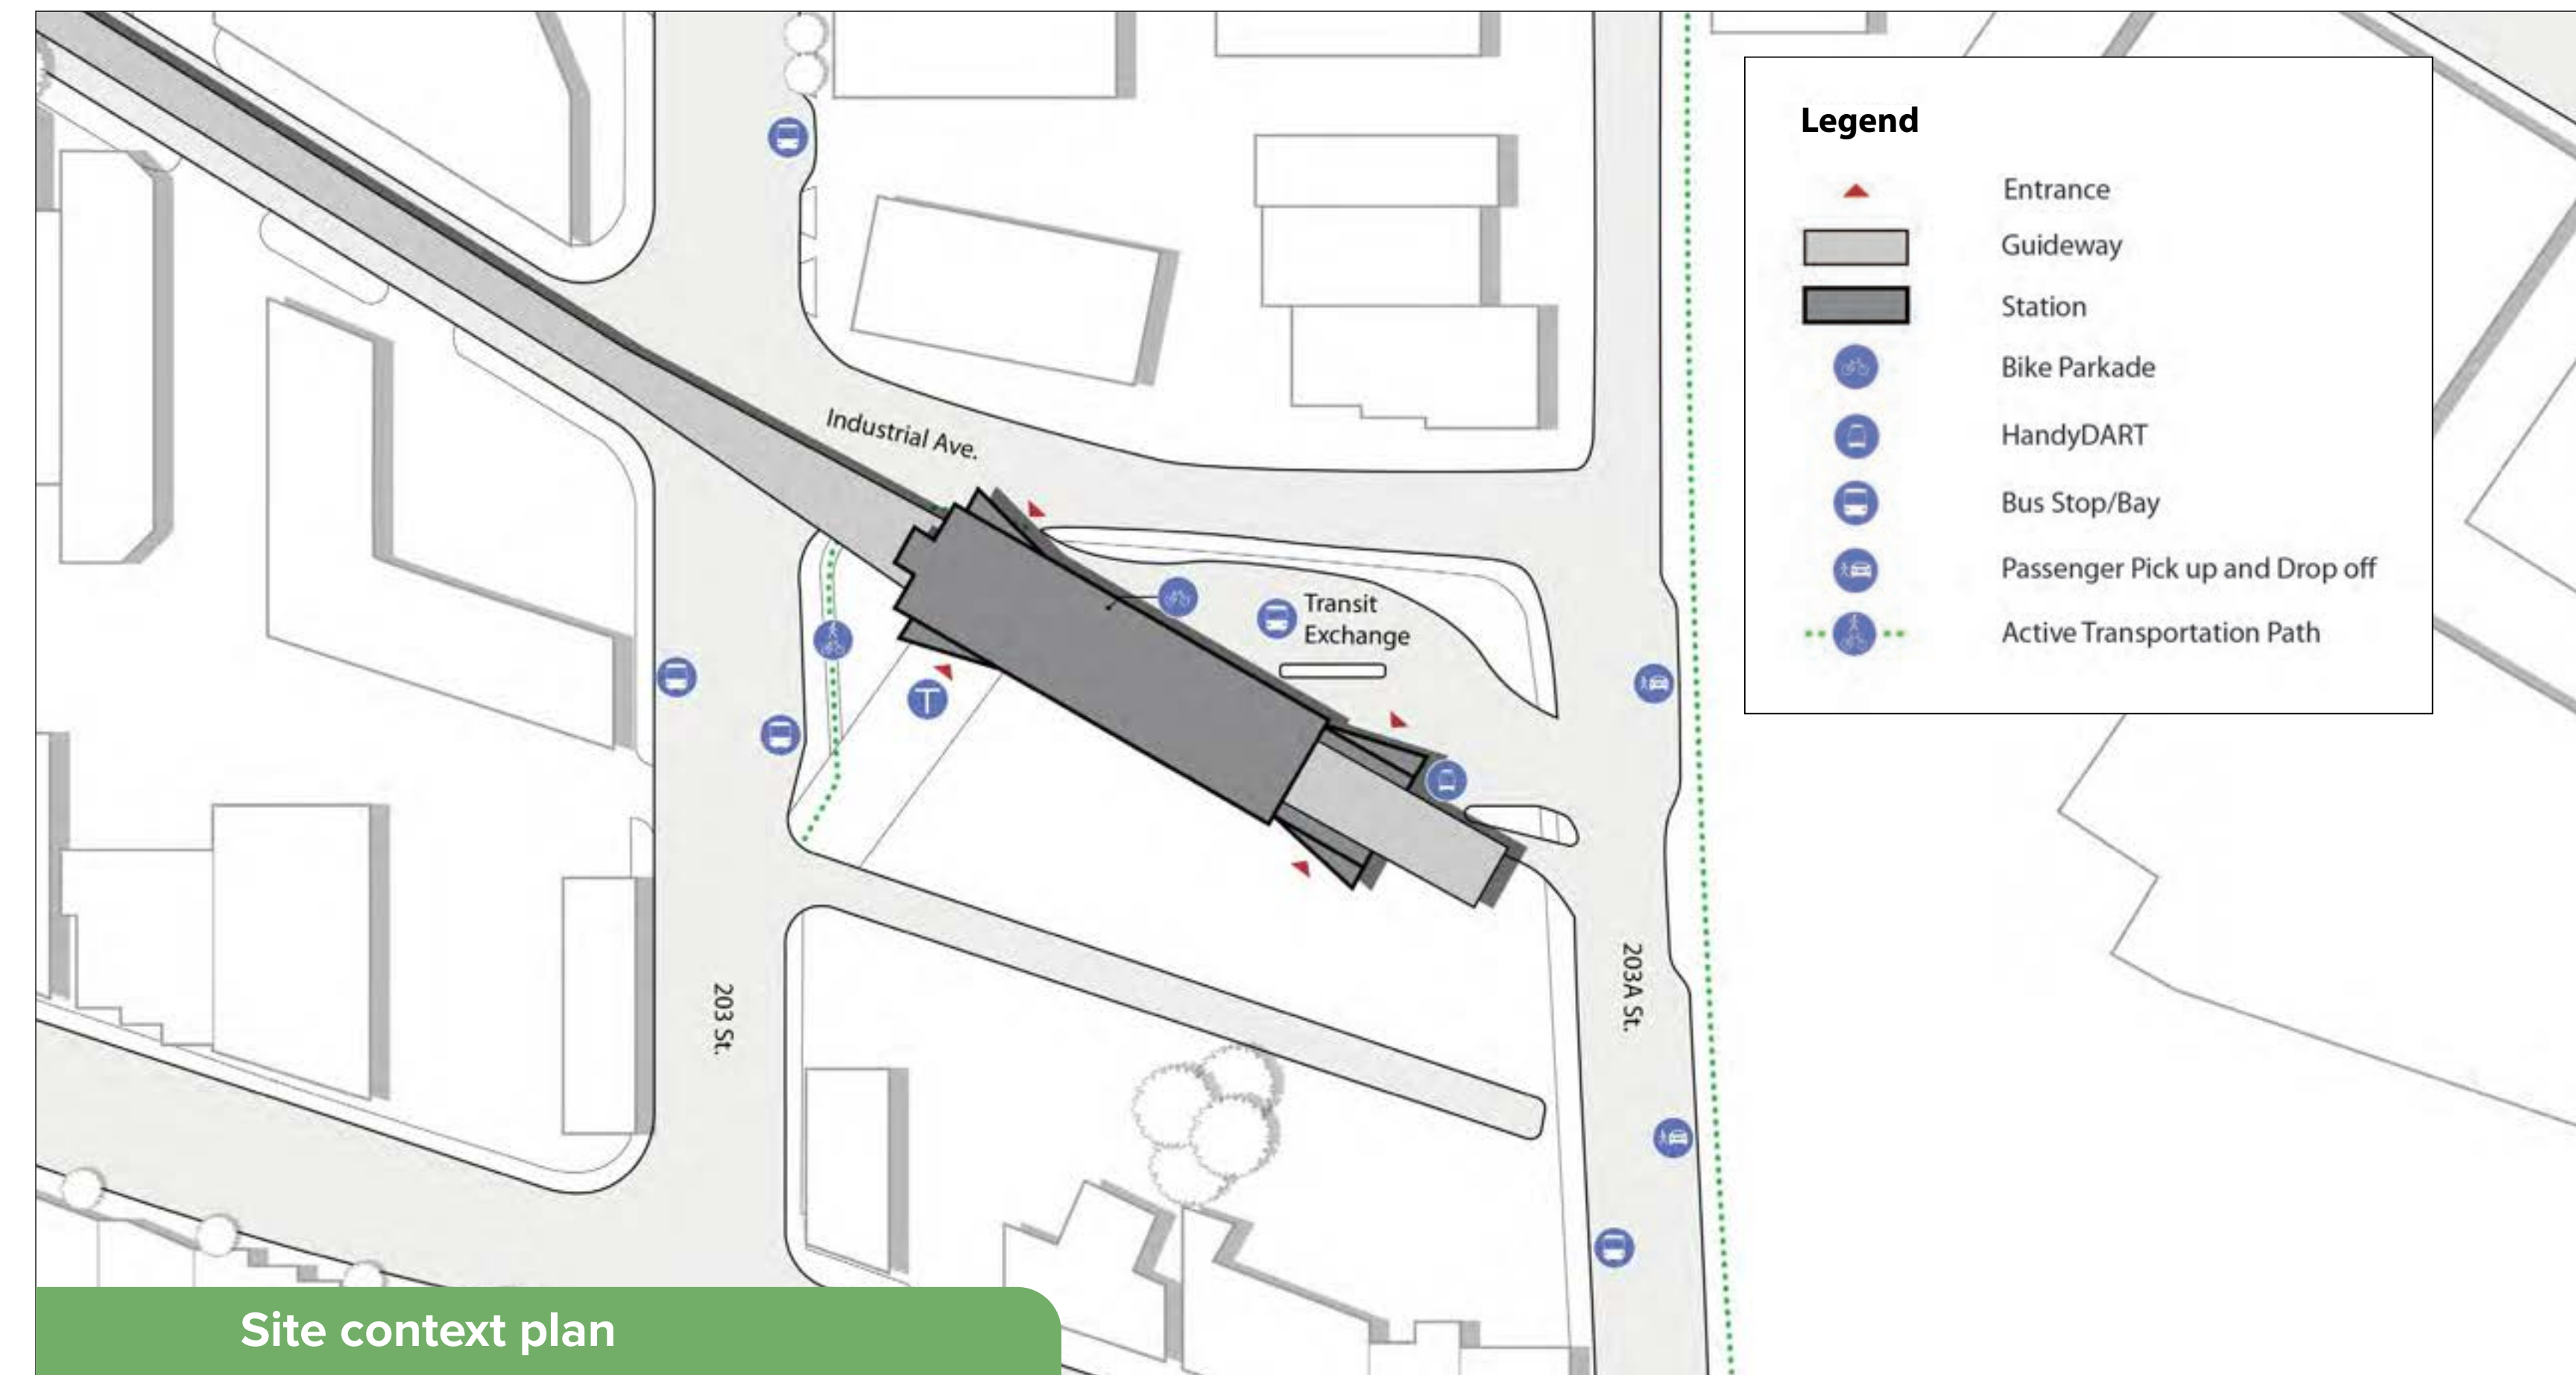 Legend
Entrance
Guideway
Station
Bike Parkade
HandyDART
Bus Stop/Bay
Passenger Pick up and Drop off
Active Transportation Path
Industrial Ave.
Transit
Exchange
T
203 St.
203A St.
Site context plan